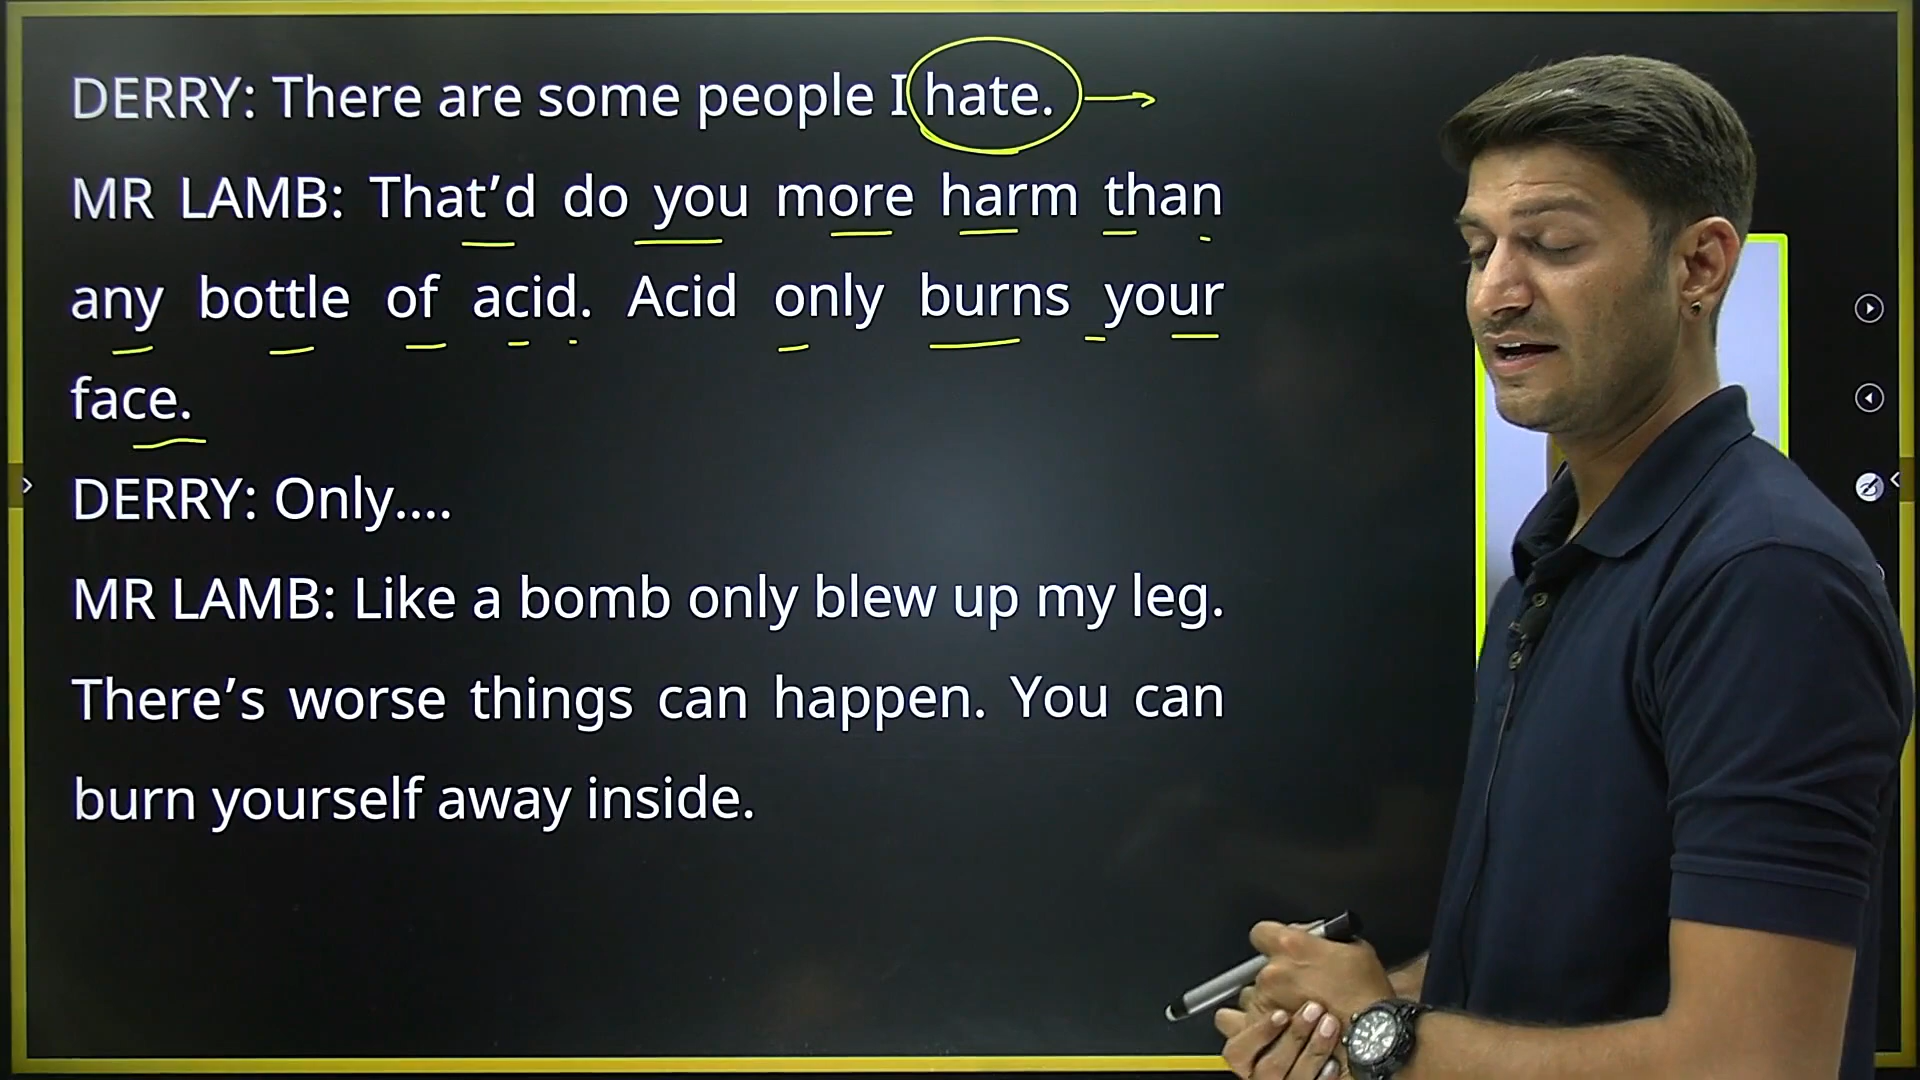 DERRY: There are some people I hate.
MR LAMB: That’d do you more harm than
any bottle of acid. Acid only burns your
face.
DERRY: Only....
MR LAMB: Like a bomb only blew up my leg.
There’s worse things can happen. You can
burn yourself away inside.